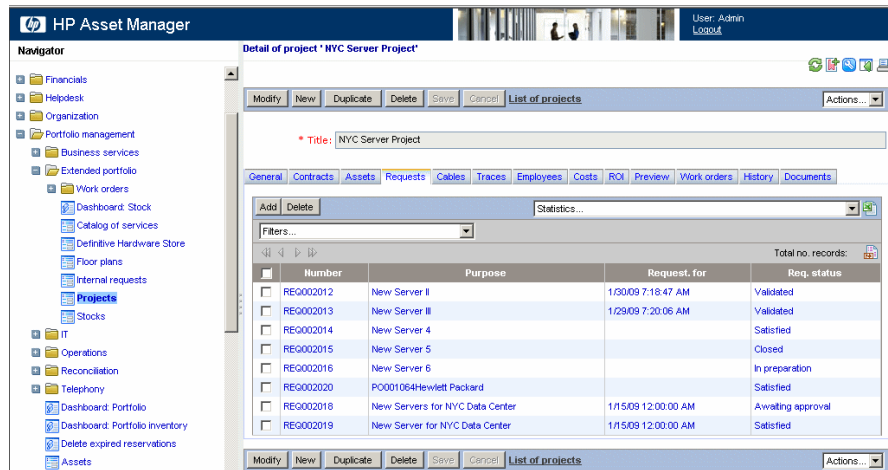 HP Asset Manager
User: Admin
Logout
Navigator
Detail of project ' NYC Server Project'
Financials
Helpdesk
Organization
Portfolio management
Business services
Extended portfolio
Work orders
Dashboard: Stock
Catalog of services
Definitive Hardware Store
Floor plans
Internal requests
Projects
Stocks
IT
Operations
Reconciliation
Telephony
Dashboard: Portfolio
Dashboard: Portfolio inventory
Delete expired reservations
Assets
Modify New Duplicate Delete Save Cancel List of projects Actions...
* Title: NYC Server Project
General Contracts Assets Requests Cables Traces Employees Costs ROI Preview Work orders History Documents
Add Delete Statistics...
Filters...
Total no. records:
Number Purpose Request. for Req. status
REQ002012 New Server II 1/30/09 7:18:47 AM Validated
REQ002013 New Server III 1/29/09 7:20:06 AM Validated
REQ002014 New Server 4 Satisfied
REQ002015 New Server 5 Closed
REQ002016 New Server 6 In preparation
REQ002020 PO001064Hewlett Packard Satisfied
REQ002018 New Servers for NYC Data Center 1/15/09 12:00:00 AM Awaiting approval
REQ002019 New Server for NYC Data Center 1/15/09 12:00:00 AM Satisfied
Modify New Duplicate Delete Save Cancel List of projects Actions...